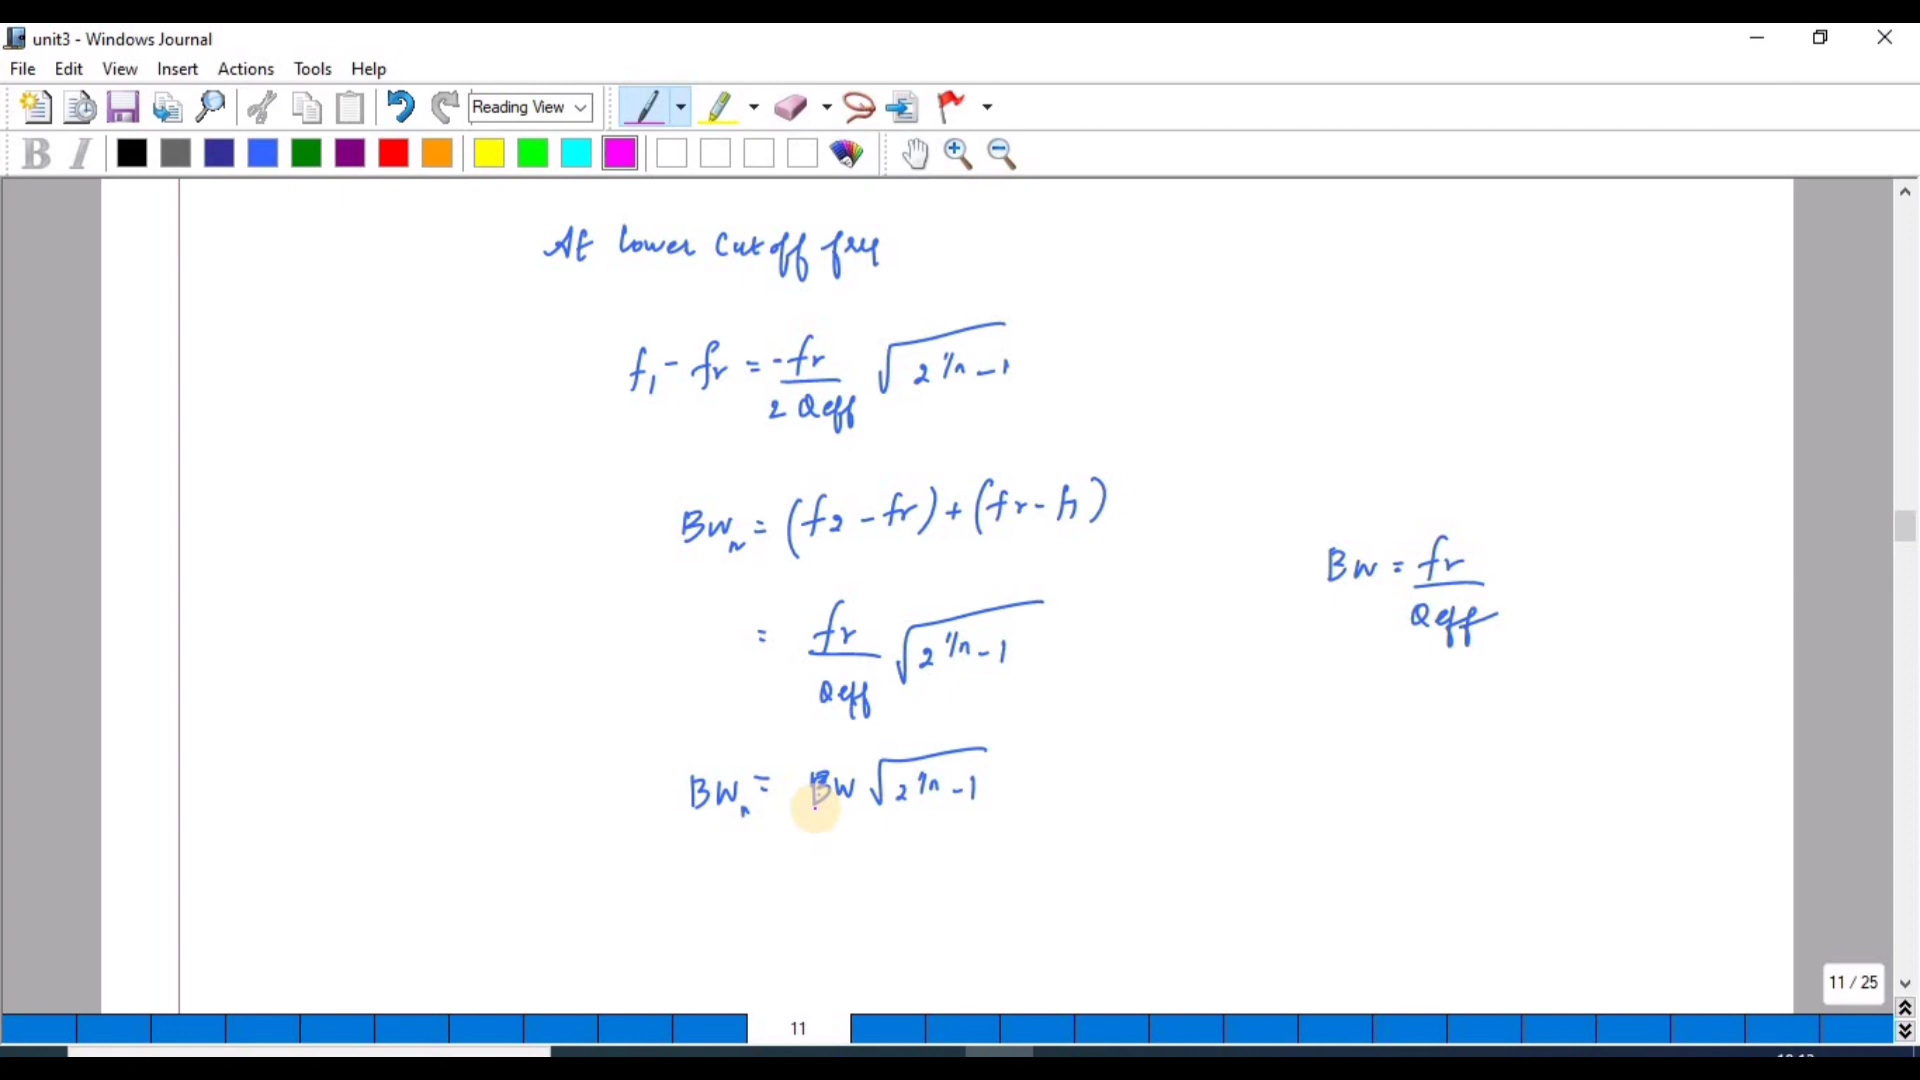 unit3 - Windows Journal
File Edit View Insert Actions Tools Help
Reading View
B I
At lower cutoff freq
f₁ - fr = -fr / 2 Qeff √(2^(1/n) - 1)
BWn = (f2 - fr) + (fr - f1)
BW = fr / Qeff
= fr / Qeff √(2^(1/n) - 1)
BWn = BW √(2^(1/n) - 1)
11 / 25
11